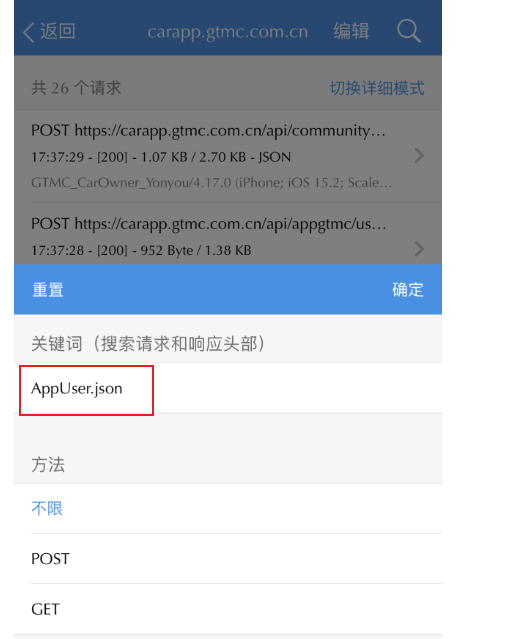 返回 carapp.gtmc.com.cn 编辑
共 26 个请求 切换详细模式
POST https://carapp.gtmc.com.cn/api/community…
17:37:29 - [200] - 1.07 KB / 2.70 KB - JSON
GTMC_CarOwner_Yonyou/4.17.0 (iPhone; iOS 15.2; Scale…
POST https://carapp.gtmc.com.cn/api/appgtmc/us…
17:37:28 - [200] - 952 Byte / 1.38 KB
重置 确定
关键词（搜索请求和响应头部）
AppUser.json
方法
不限
POST
GET